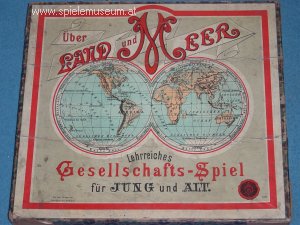 www.spielemuseum.at
Über
LAND und MEER
Lehrreiches
Gesellschafts-Spiel
für JUNG und ALT.